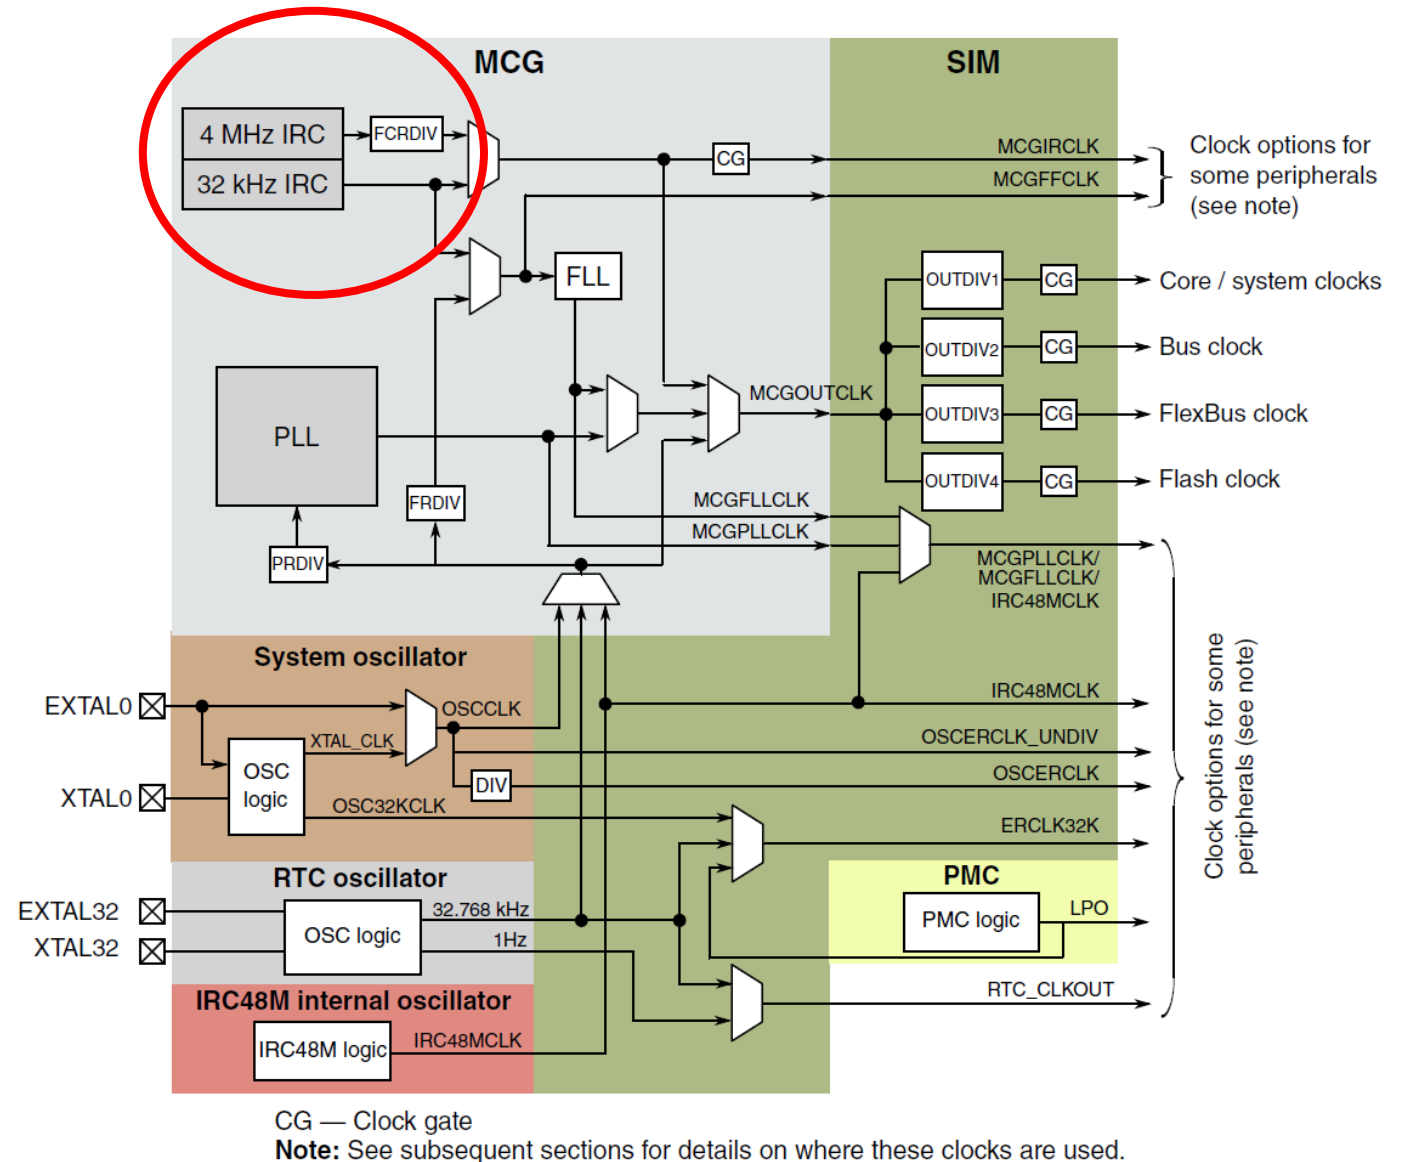 MCG
SIM
4 MHz IRC
FCRDIV
32 kHz IRC
CG
MCGIRCLK
MCGFFCLK
Clock options for
some peripherals
(see note)
FLL
OUTDIV1
CG
Core / system clocks
OUTDIV2
CG
Bus clock
MCGOUTCLK
OUTDIV3
CG
FlexBus clock
PLL
OUTDIV4
CG
Flash clock
FRDIV
MCGFLLCLK
MCGPLLCLK
PRDIV
MCGPLLCLK/
MCGFLLCLK/
IRC48MCLK
System oscillator
EXTAL0
OSCCLK
IRC48MCLK
XTAL_CLK
OSCERCLK_UNDIV
OSC
logic
DIV
OSCERCLK
XTAL0
OSC32KCLK
ERCLK32K
Clock options for some
peripherals (see note)
RTC oscillator
PMC
EXTAL32
32.768 kHz
PMC logic
LPO
OSC logic
XTAL32
1Hz
RTC_CLKOUT
IRC48M internal oscillator
IRC48M logic
IRC48MCLK
CG — Clock gate
Note: See subsequent sections for details on where these clocks are used.